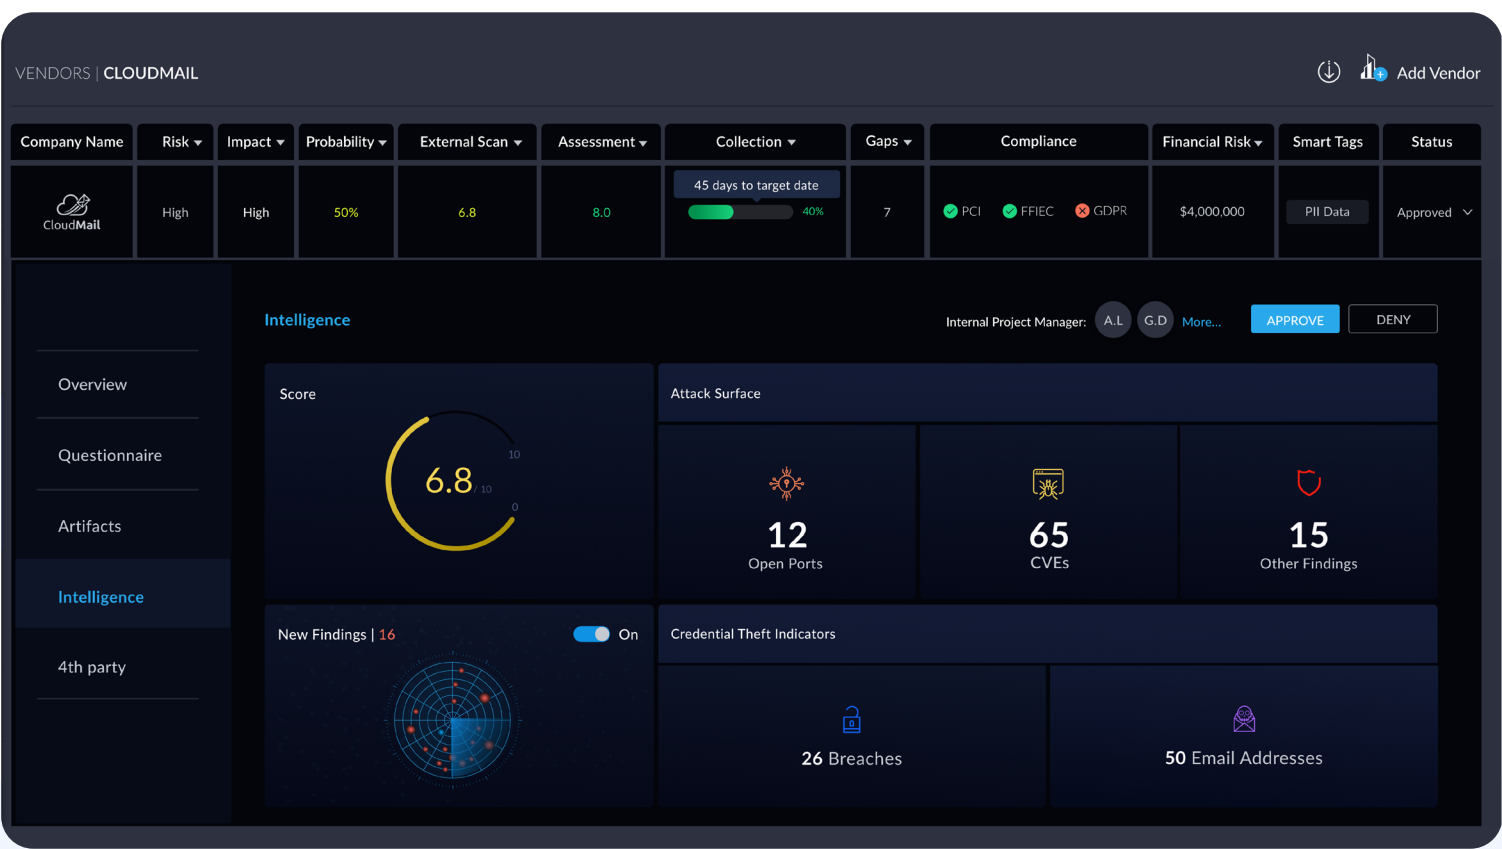 VENDORS | CLOUDMAIL
Add Vendor
Company Name
Risk
Impact
Probability
External Scan
Assessment
Collection
Gaps
Compliance
Financial Risk
Smart Tags
Status
CloudMail
High
High
50%
6.8
8.0
45 days to target date
40%
7
PCI
FFIEC
GDPR
$4,000,000
PII Data
Approved
Overview
Questionnaire
Artifacts
Intelligence
4th party
Intelligence
Internal Project Manager:
A.L
G.D
More...
APPROVE
DENY
Score
10
6.8 / 10
0
Attack Surface
12
Open Ports
65
CVEs
15
Other Findings
New Findings | 16
On
Credential Theft Indicators
26 Breaches
50 Email Addresses